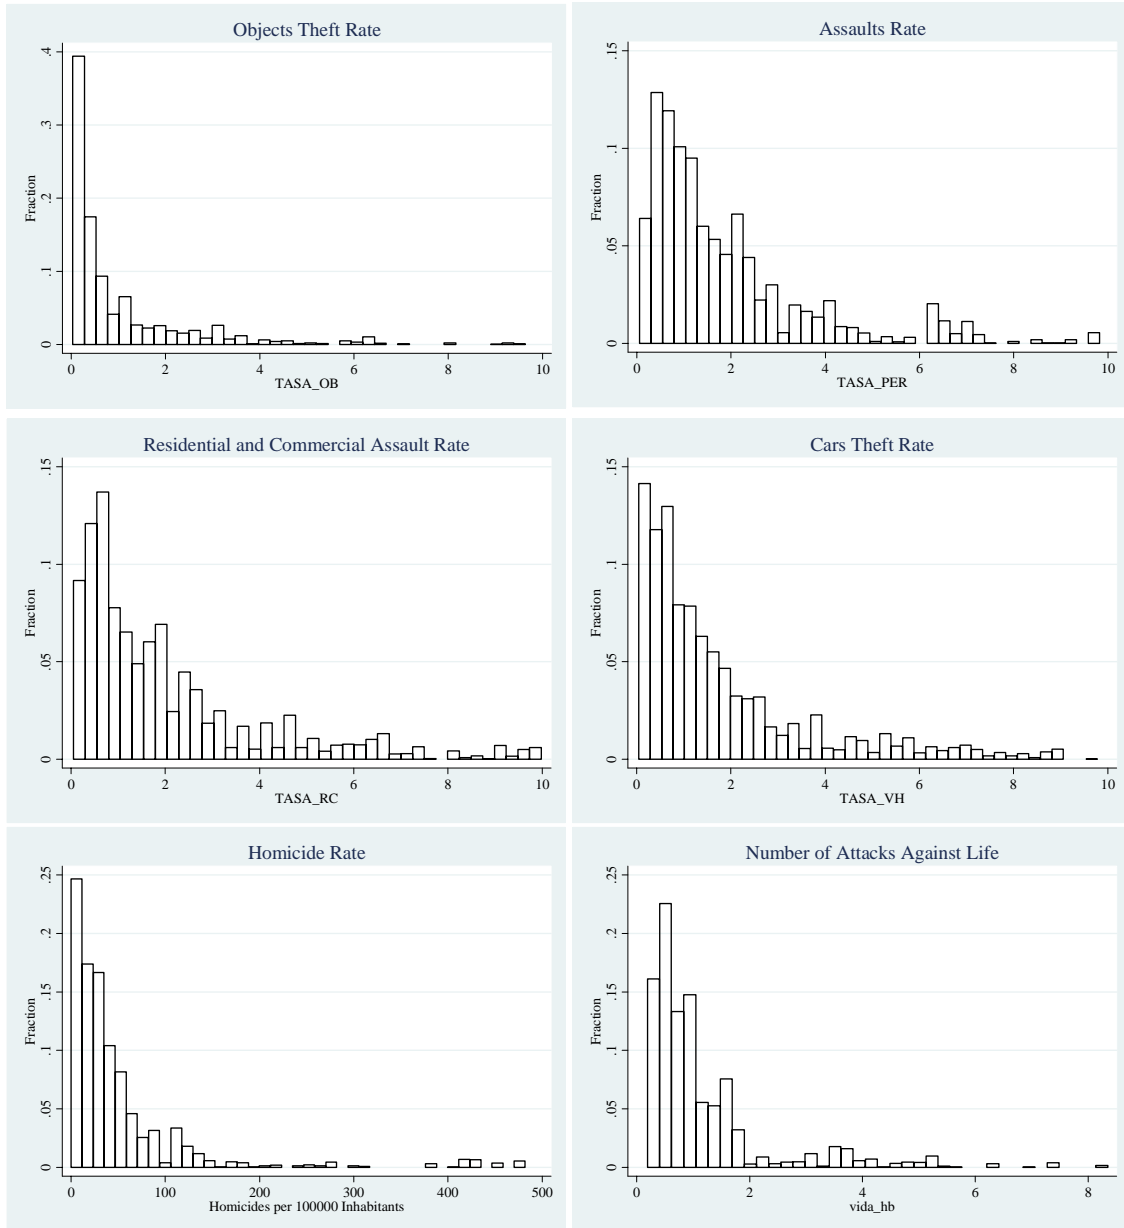 Objects Theft Rate
Fraction
.4
.3
.2
.1
0
0 2 4 6 8 10
TASA_OB
Assaults Rate
Fraction
.15
.1
.05
0
0 2 4 6 8 10
TASA_PER
Residential and Commercial Assault Rate
Fraction
.15
.1
.05
0
0 2 4 6 8 10
TASA_RC
Cars Theft Rate
Fraction
.15
.1
.05
0
0 2 4 6 8 10
TASA_VH
Homicide Rate
Fraction
.25
.2
.15
.1
.05
0
0 100 200 300 400 500
Homicides per 100000 Inhabitants
Number of Attacks Against Life
Fraction
.25
.2
.15
.1
.05
0
0 2 4 6 8
vida_hb